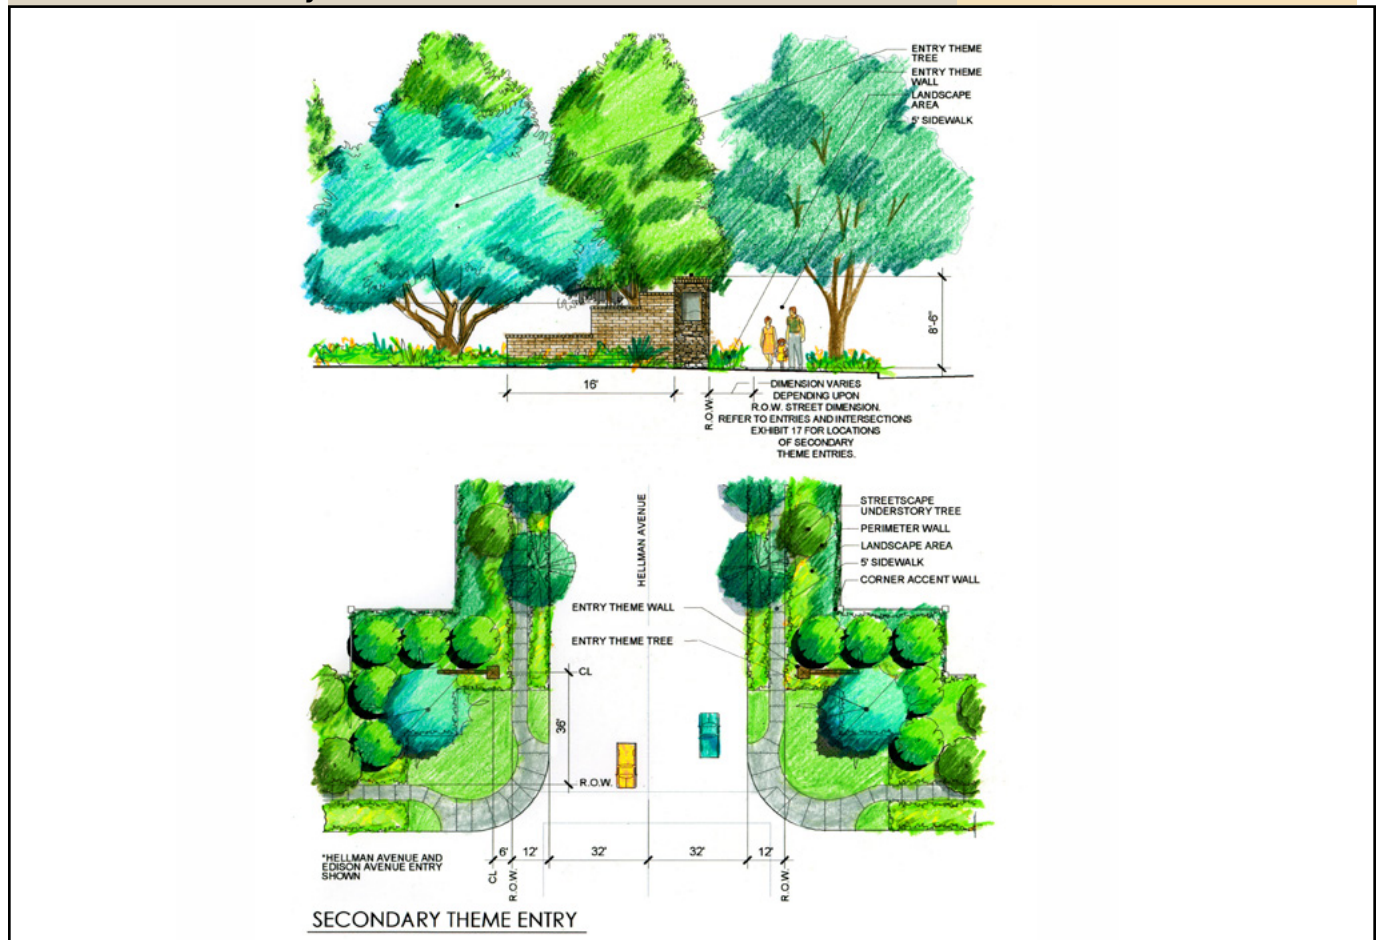 ENTRY THEME
TREE
ENTRY THEME
WALL
LANDSCAPE
AREA
5' SIDEWALK
8'-6"
16'
R.O.W.
DIMENSION VARIES
DEPENDING UPON
R.O.W. STREET DIMENSION.
REFER TO ENTRIES AND INTERSECTIONS
EXHIBIT 17 FOR LOCATIONS
OF SECONDARY
THEME ENTRIES.
HELLMAN AVENUE
STREETSCAPE
UNDERSTORY TREE
PERIMETER WALL
LANDSCAPE AREA
5' SIDEWALK
CORNER ACCENT WALL
ENTRY THEME WALL
ENTRY THEME TREE
CL
36'
R.O.W.
6'
12'
32'
32'
12'
CL
R.O.W.
R.O.W.
*HELLMAN AVENUE AND
EDISON AVENUE ENTRY
SHOWN
SECONDARY THEME ENTRY